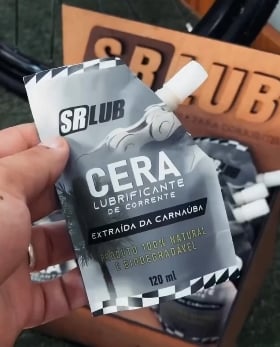 SRLUB
SRLUB
CERA
LUBRIFICANTE
DE CORRENTE
EXTRAÍDA DA CARNAÚBA
PRODUTO 100% NATURAL
E BIODEGRADÁVEL
120 ml